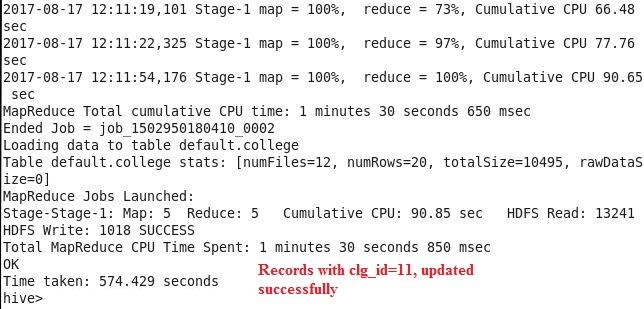 2017-08-17 12:11:19,101 Stage-1 map = 100%,  reduce = 73%, Cumulative CPU 66.48
sec
2017-08-17 12:11:22,325 Stage-1 map = 100%,  reduce = 97%, Cumulative CPU 77.76
sec
2017-08-17 12:11:54,176 Stage-1 map = 100%,  reduce = 100%, Cumulative CPU 90.65
 sec
MapReduce Total cumulative CPU time: 1 minutes 30 seconds 650 msec
Ended Job = job_1502950180410_0002
Loading data to table default.college
Table default.college stats: [numFiles=12, numRows=20, totalSize=10495, rawDataS
ize=0]
MapReduce Jobs Launched:
Stage-Stage-1: Map: 5  Reduce: 5   Cumulative CPU: 90.85 sec   HDFS Read: 13241
HDFS Write: 1018 SUCCESS
Total MapReduce CPU Time Spent: 1 minutes 30 seconds 850 msec
OK
Time taken: 574.429 seconds
hive>
Records with clg_id=11, updated
successfully